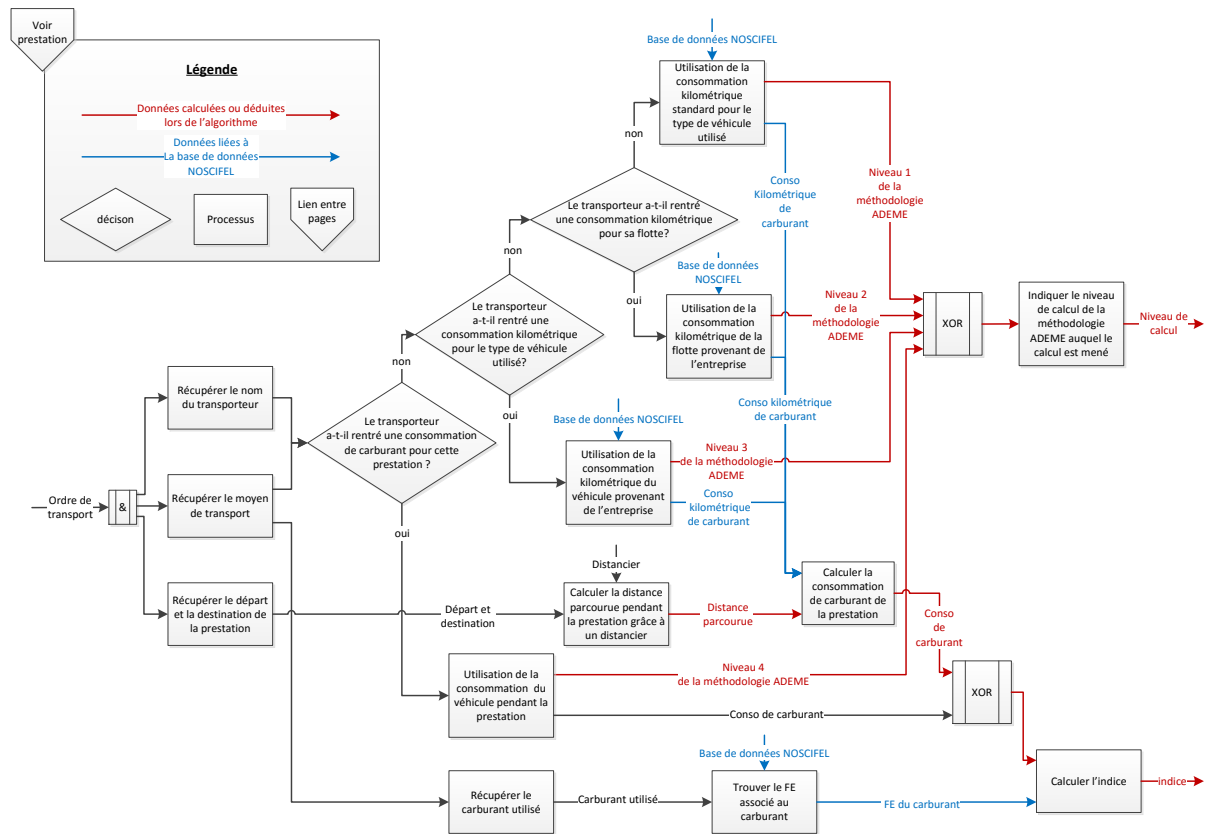 Voir
prestation
Légende
Données calculées ou déduites
lors de l'algorithme
Données liées à
La base de données
NOSCIFEL
décison
Processus
Lien entre
pages
Base de données NOSCIFEL
Utilisation de la
consommation
kilométrique
standard pour le
type de véhicule
utilisé
non
Niveau 1
de la
méthodologie
ADEME
Conso
Kilométrique
de
carburant
Le transporteur a-t-il rentré
une consommation kilométrique
pour sa flotte?
non
oui
Base de données
NOSCIFEL
Utilisation de la
consommation
kilométrique de la
flotte provenant de
l'entreprise
Niveau 2
de la
méthodologie
ADEME
XOR
Indiquer le niveau
de calcul de la
méthodologie
ADEME auquel le
calcul est mené
Niveau de
calcul
Le transporteur
a-t-il rentré une
consommation kilométrique
pour le type de véhicule
utilisé?
non
oui
Conso kilométrique
de carburant
Base de données NOSCIFEL
Utilisation de la
consommation
kilométrique du
véhicule provenant
de l'entreprise
Niveau 3
de la méthodologie
ADEME
Conso
kilométrique
de carburant
Récupérer le nom
du transporteur
Le transporteur
a-t-il rentré une consommation
de carburant pour cette
prestation ?
oui
Ordre de
transport
&
Récupérer le moyen
de transport
Récupérer le départ
et la destination de
la prestation
Départ et
destination
Distancier
Calculer la distance
parcourue pendant
la prestation grâce à
un distancier
Distance
parcourue
Calculer la
consommation
de carburant de
la prestation
Conso
de
carburant
Utilisation de la
consommation du
véhicule pendant la
prestation
Niveau 4
de la méthodologie ADEME
Conso de carburant
XOR
Base de données NOSCIFEL
Récupérer le
carburant utilisé
Carburant utilisé
Trouver le FE
associé au
carburant
FE du carburant
Calculer l'indice
indice